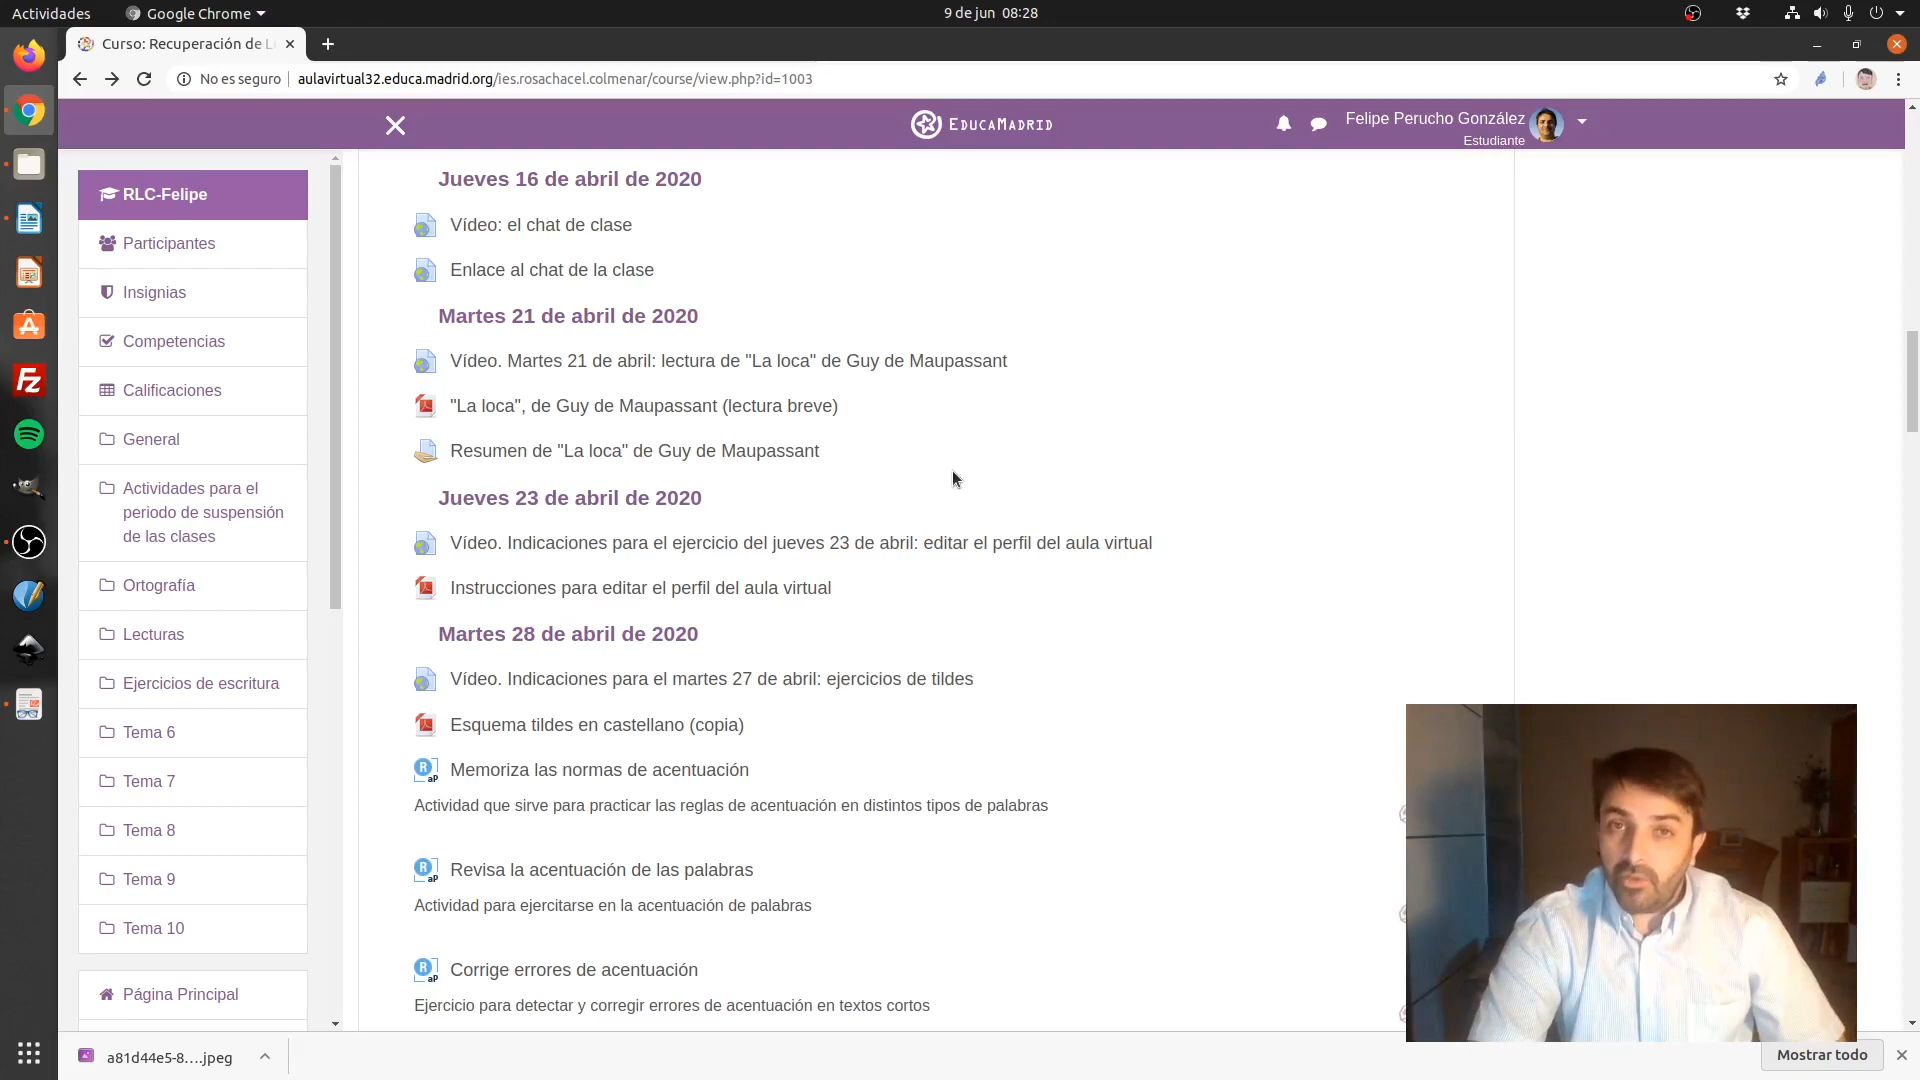 Actividades
Google Chrome
9 de jun 08:28
Curso: Recuperación de L
No es seguro
aulavirtual32.educa.madrid.org/ies.rosachacel.colmenar/course/view.php?id=1003
EDUCAMADRID
Felipe Perucho González
Estudiante
RLC-Felipe
Participantes
Insignias
Competencias
Calificaciones
General
Actividades para el
periodo de suspensión
de las clases
Ortografía
Lecturas
Ejercicios de escritura
Tema 6
Tema 7
Tema 8
Tema 9
Tema 10
Página Principal
Jueves 16 de abril de 2020
Vídeo: el chat de clase
Enlace al chat de la clase
Martes 21 de abril de 2020
Vídeo. Martes 21 de abril: lectura de "La loca" de Guy de Maupassant
"La loca", de Guy de Maupassant (lectura breve)
Resumen de "La loca" de Guy de Maupassant
Jueves 23 de abril de 2020
Vídeo. Indicaciones para el ejercicio del jueves 23 de abril: editar el perfil del aula virtual
Instrucciones para editar el perfil del aula virtual
Martes 28 de abril de 2020
Vídeo. Indicaciones para el martes 27 de abril: ejercicios de tildes
Esquema tildes en castellano (copia)
Memoriza las normas de acentuación
Actividad que sirve para practicar las reglas de acentuación en distintos tipos de palabras
Revisa la acentuación de las palabras
Actividad para ejercitarse en la acentuación de palabras
Corrige errores de acentuación
Ejercicio para detectar y corregir errores de acentuación en textos cortos
a81d44e5-8....jpeg
Mostrar todo